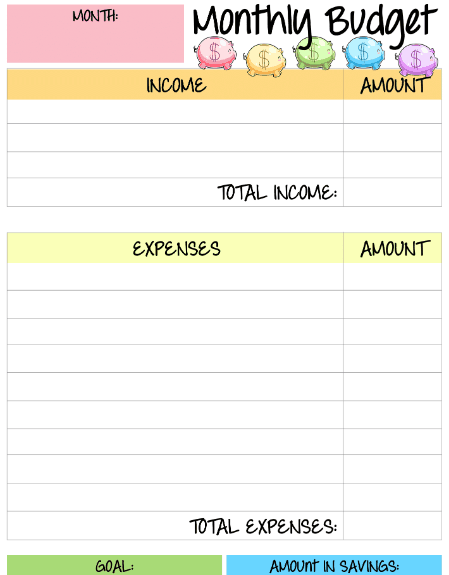 MONTH:
Monthly Budget
$ $ $ $ $
INCOME AMOUNT
TOTAL INCOME:
EXPENSES AMOUNT
TOTAL EXPENSES:
GOAL: AMOUNT IN SAVINGS: